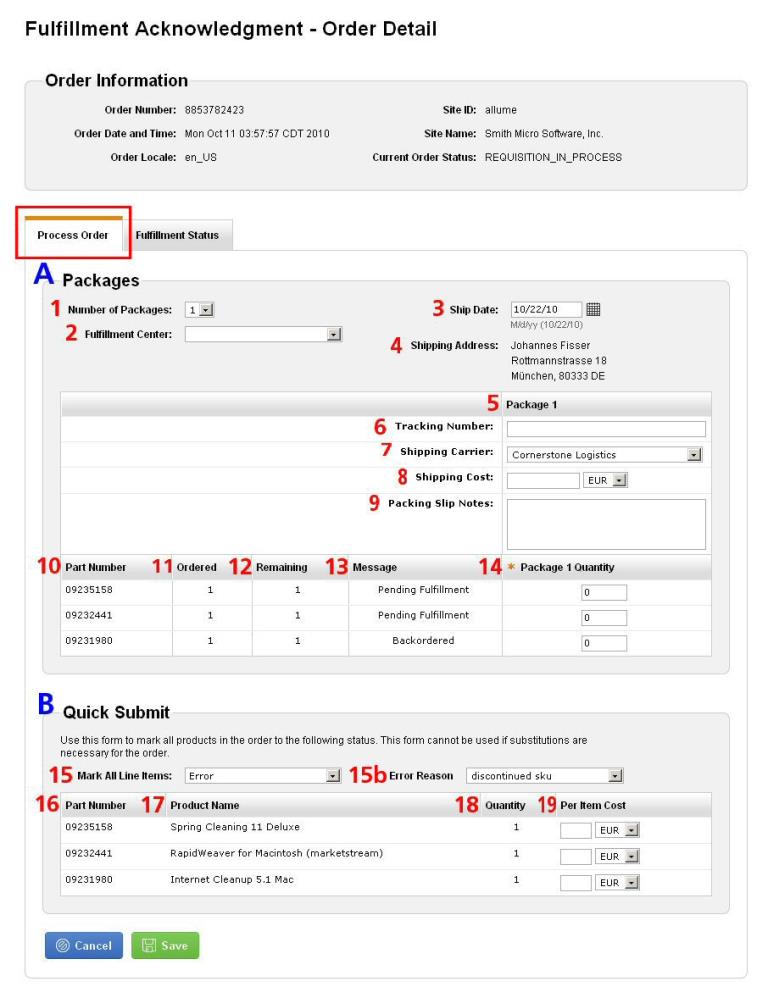 Fulfillment Acknowledgment - Order Detail
Order Information
Order Number: 8853782423 Site ID: allume
Order Date and Time: Mon Oct 11 03:57:57 CDT 2010 Site Name: Smith Micro Software, Inc.
Order Locale: en_US Current Order Status: REQUISITION_IN_PROCESS
Process Order Fulfillment Status
A Packages
1 Number of Packages: 1 3 Ship Date: 10/22/10
M/d/yy (10/22/10)
2 Fulfillment Center:
4 Shipping Address: Johannes Fisser
Rottmannstrasse 18
München, 80333 DE
5 Package 1
6 Tracking Number:
7 Shipping Carrier: Cornerstone Logistics
8 Shipping Cost: EUR
9 Packing Slip Notes:
10 Part Number 11 Ordered 12 Remaining 13 Message 14 * Package 1 Quantity
09235158 1 1 Pending Fulfillment 0
09232441 1 1 Pending Fulfillment 0
09231980 1 1 Backordered 0
B Quick Submit
Use this form to mark all products in the order to the following status. This form cannot be used if substitutions are
necessary for the order.
15 Mark All Line Items: Error 15b Error Reason discontinued sku
16 Part Number 17 Product Name 18 Quantity 19 Per Item Cost
09235158 Spring Cleaning 11 Deluxe 1 EUR
09232441 RapidWeaver for Macintosh (marketstream) 1 EUR
09231980 Internet Cleanup 5.1 Mac 1 EUR
Cancel Save